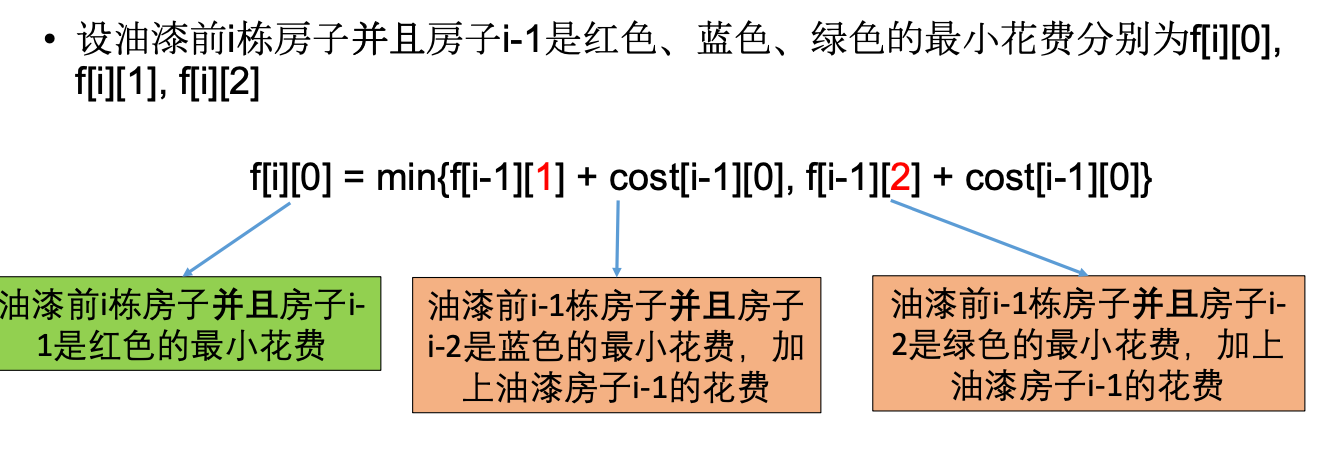 • 设油漆前i栋房子并且房子i-1是红色、蓝色、绿色的最小花费分别为f[i][0],
f[i][1], f[i][2]
f[i][0] = min{f[i-1][1] + cost[i-1][0], f[i-1][2] + cost[i-1][0]}
油漆前i栋房子并且房子i-
1是红色的最小花费
油漆前i-1栋房子并且房子
i-2是蓝色的最小花费，加
上油漆房子i-1的花费
油漆前i-1栋房子并且房子i-
2是绿色的最小花费，加上
油漆房子i-1的花费